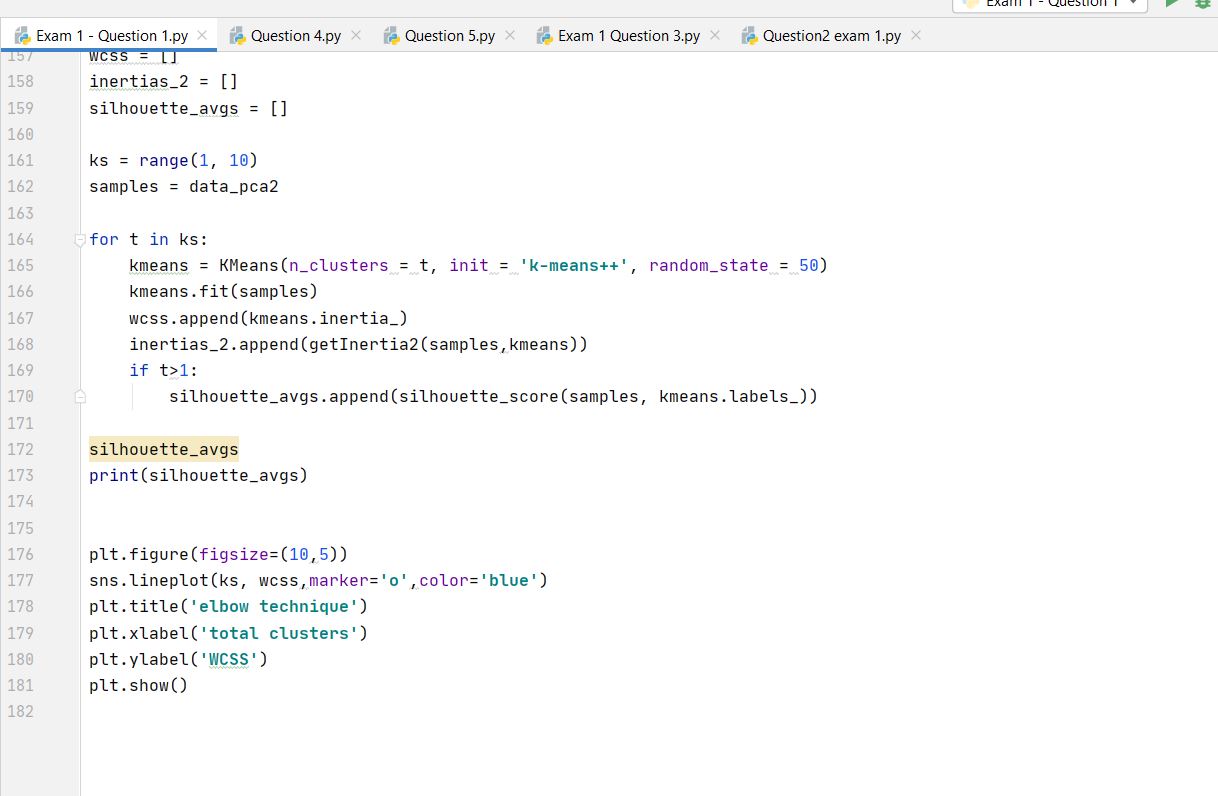 Exam 1 - Question 1
Exam 1 - Question 1.py Question 4.py Question 5.py Exam 1 Question 3.py Question2 exam 1.py
157 wcss = []
158 inertias_2 = []
159 silhouette_avgs = []
160
161 ks = range(1, 10)
162 samples = data_pca2
163
164 for t in ks:
165     kmeans = KMeans(n_clusters = t, init = 'k-means++', random_state = 50)
166     kmeans.fit(samples)
167     wcss.append(kmeans.inertia_)
168     inertias_2.append(getInertia2(samples,kmeans))
169     if t>1:
170         silhouette_avgs.append(silhouette_score(samples, kmeans.labels_))
171
172 silhouette_avgs
173 print(silhouette_avgs)
174
175
176 plt.figure(figsize=(10,5))
177 sns.lineplot(ks, wcss,marker='o',color='blue')
178 plt.title('elbow technique')
179 plt.xlabel('total clusters')
180 plt.ylabel('WCSS')
181 plt.show()
182